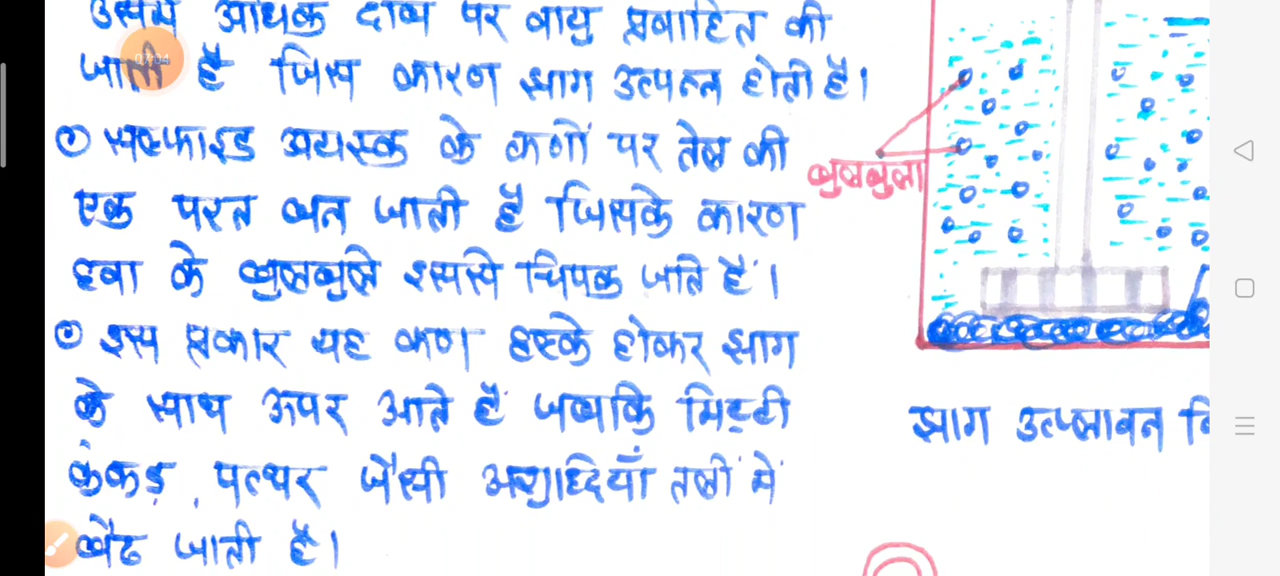 उसमें अधिक दाब पर वायु प्रवाहित की
जाती है जिस कारण झाग उत्पन्न होती है।
सल्फाइड अयस्क के कणों पर तेल की
एक परत बन जाती है जिसके कारण
हवा के बुलबुले इससे चिपक जाते हैं।
इस प्रकार यह कण हल्के होकर झाग
के साथ ऊपर आते हैं जबकि मिट्टी
कंकड़, पत्थर जैसी अशुद्धियाँ तली में
बैठ जाती है।
बुलबुला
झाग उत्प्लावन वि